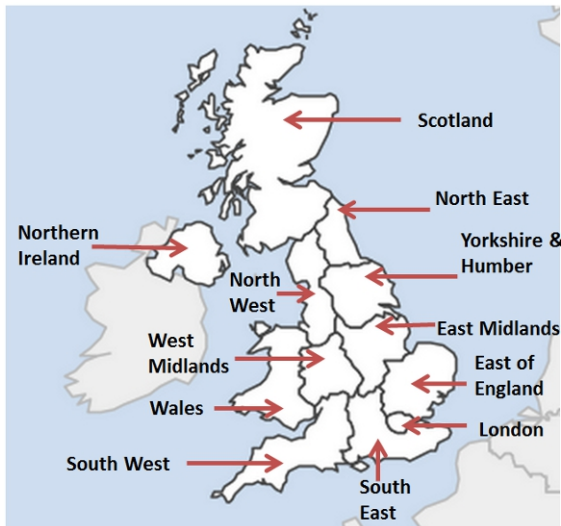 Scotland
North East
Northern
Ireland
Yorkshire &
Humber
North
West
East Midlands
West
Midlands
East of
England
Wales
London
South West
South
East